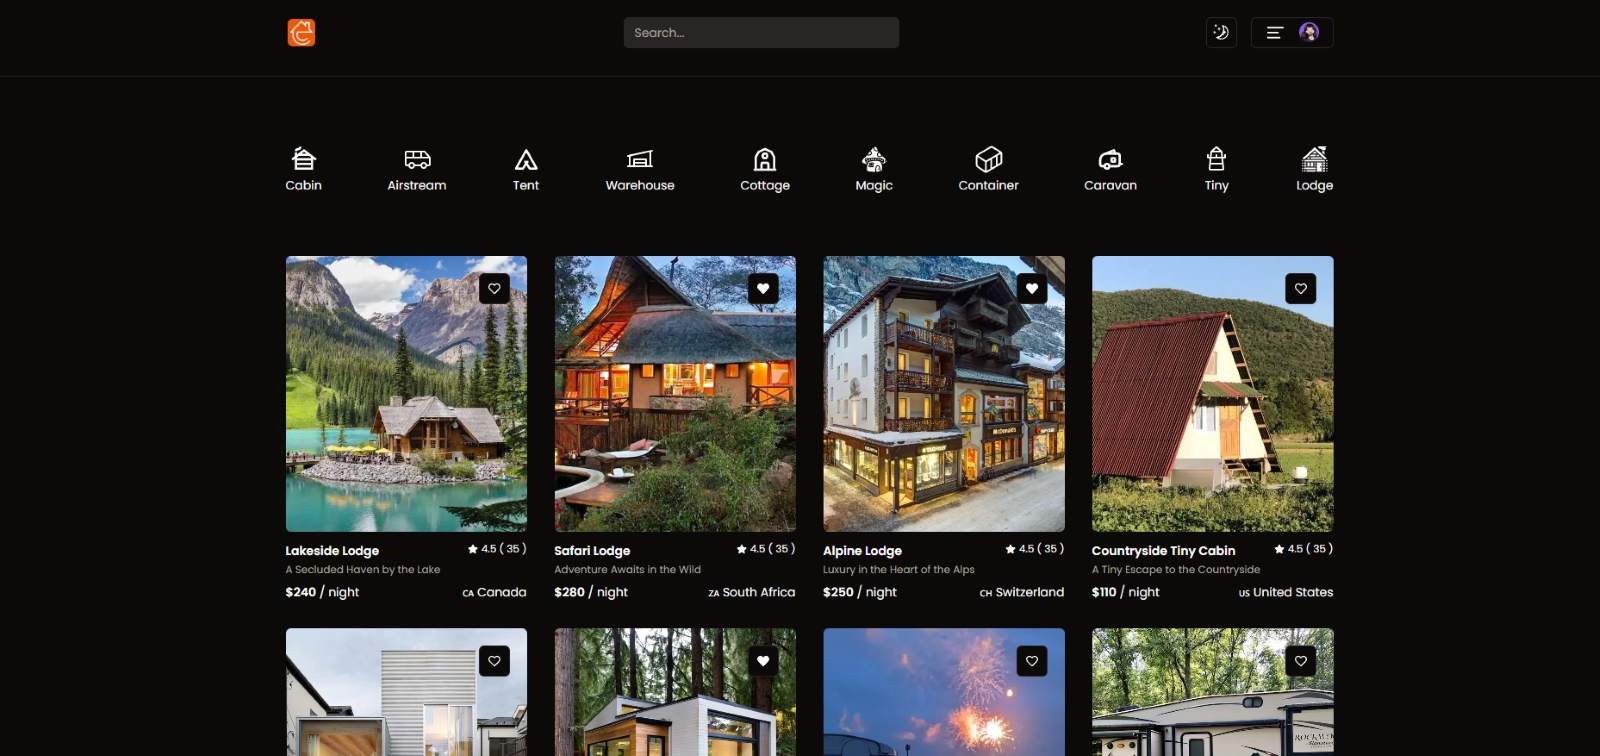 Search...
Cabin
Airstream
Tent
Warehouse
Cottage
Magic
Container
Caravan
Tiny
Lodge
McDonald's
Lakeside Lodge
4.5 ( 35 )
A Secluded Haven by the Lake
$240 / night
CA Canada
Safari Lodge
4.5 ( 35 )
Adventure Awaits in the Wild
$280 / night
ZA South Africa
Alpine Lodge
4.5 ( 35 )
Luxury in the Heart of the Alps
$250 / night
CH Switzerland
Countryside Tiny Cabin
4.5 ( 35 )
A Tiny Escape to the Countryside
$110 / night
US United States